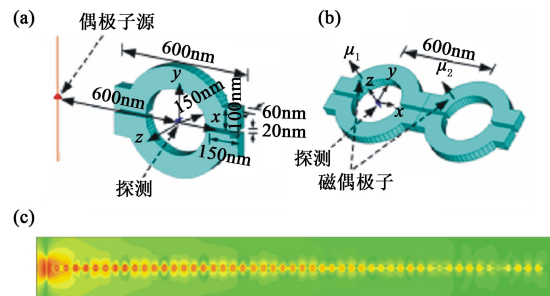 (a)
偶极子源
600nm
600nm
y
150nm
100nm
x
60nm
20nm
z
150nm
探测
(b)
600nm
μ1
z
y
μ2
x
探测
磁偶极子
(c)